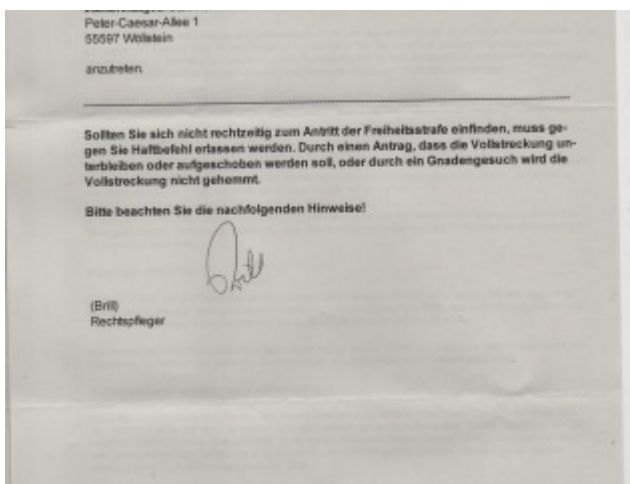 Peter-Caesar-Allee 1
55597 Wöllstein
anzutreten.
Sollten Sie sich nicht rechtzeitig zum Antritt der Freiheitsstrafe einfinden, muss ge-
gen Sie Haftbefehl erlassen werden. Durch einen Antrag, dass die Vollstreckung un-
terbleiben oder aufgeschoben werden soll, oder durch ein Gnadengesuch wird die
Vollstreckung nicht gehemmt.
Bitte beachten Sie die nachfolgenden Hinweise!
Brill
(Brill)
Rechtspfleger